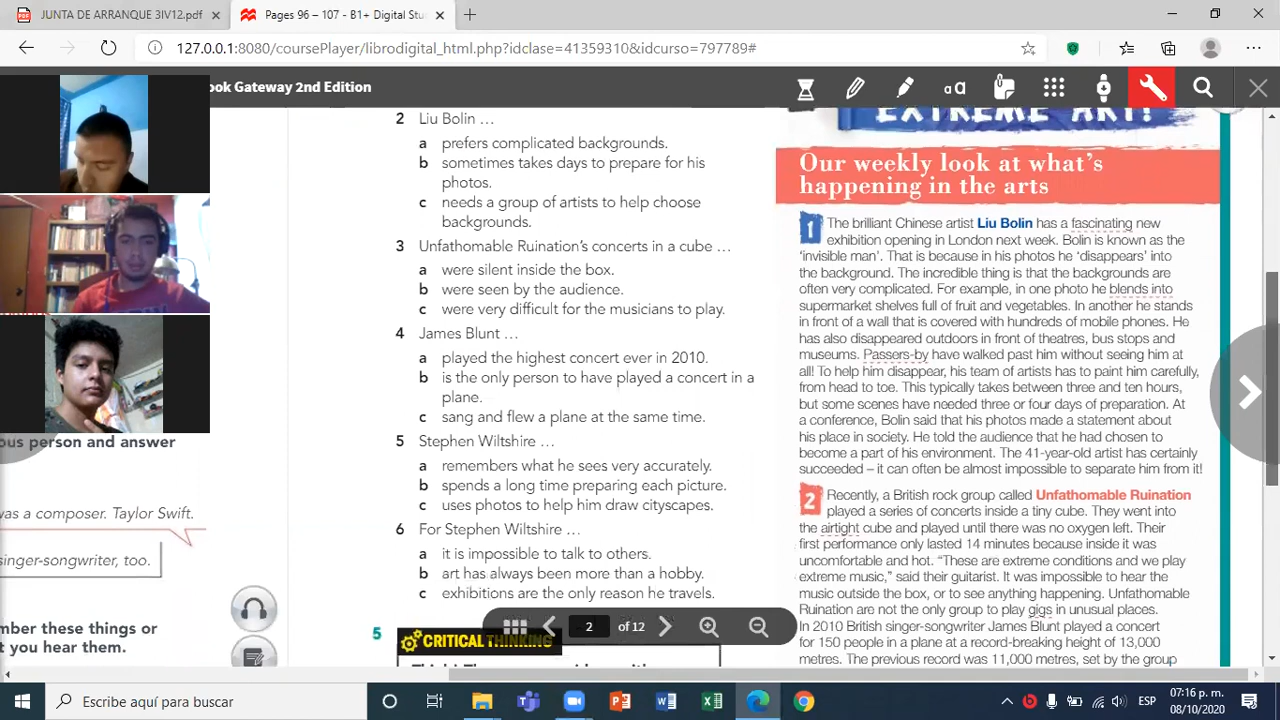 JUNTA DE ARRANQUE 3IV12.pdf
Pages 96 – 107 - B1+ Digital Stu
127.0.0.1:8080/coursePlayer/librodigital_html.php?idclase=41359310&idcurso=797789#
ook Gateway 2nd Edition
aa
ous person and answer
was a composer. Taylor Swift.
singer-songwriter, too.
mber these things or
t you hear them.
2 Liu Bolin …
a prefers complicated backgrounds.
b sometimes takes days to prepare for his
photos.
c needs a group of artists to help choose
backgrounds.
3 Unfathomable Ruination's concerts in a cube …
a were silent inside the box.
b were seen by the audience.
c were very difficult for the musicians to play.
4 James Blunt …
a played the highest concert ever in 2010.
b is the only person to have played a concert in a
plane.
c sang and flew a plane at the same time.
5 Stephen Wiltshire …
a remembers what he sees very accurately.
b spends a long time preparing each picture.
c uses photos to help him draw cityscapes.
6 For Stephen Wiltshire …
a it is impossible to talk to others.
b art has always been more than a hobby.
c exhibitions are the only reason he travels.
5 CRITICAL THINKING
2 of 12
EXTREME ART!
Our weekly look at what's
happening in the arts
1 The brilliant Chinese artist Liu Bolin has a fascinating new
exhibition opening in London next week. Bolin is known as the
'invisible man'. That is because in his photos he 'disappears' into
the background. The incredible thing is that the backgrounds are
often very complicated. For example, in one photo he blends into
supermarket shelves full of fruit and vegetables. In another he stands
in front of a wall that is covered with hundreds of mobile phones. He
has also disappeared outdoors in front of theatres, bus stops and
museums. Passers-by have walked past him without seeing him at
all! To help him disappear, his team of artists has to paint him carefully,
from head to toe. This typically takes between three and ten hours,
but some scenes have needed three or four days of preparation. At
a conference, Bolin said that his photos made a statement about
his place in society. He told the audience that he had chosen to
become a part of his environment. The 41-year-old artist has certainly
succeeded – it can often be almost impossible to separate him from it!
2 Recently, a British rock group called Unfathomable Ruination
played a series of concerts inside a tiny cube. They went into
the airtight cube and played until there was no oxygen left. Their
first performance only lasted 14 minutes because inside it was
uncomfortable and hot. "These are extreme conditions and we play
extreme music," said their guitarist. It was impossible to hear the
music outside the box, or to see anything happening. Unfathomable
Ruination are not the only group to play gigs in unusual places.
In 2010 British singer-songwriter James Blunt played a concert
for 150 people in a plane at a record-breaking height of 13,000
metres. The previous record was 11,000 metres, set by the group
Escribe aquí para buscar
ESP
07:16 p. m.
08/10/2020